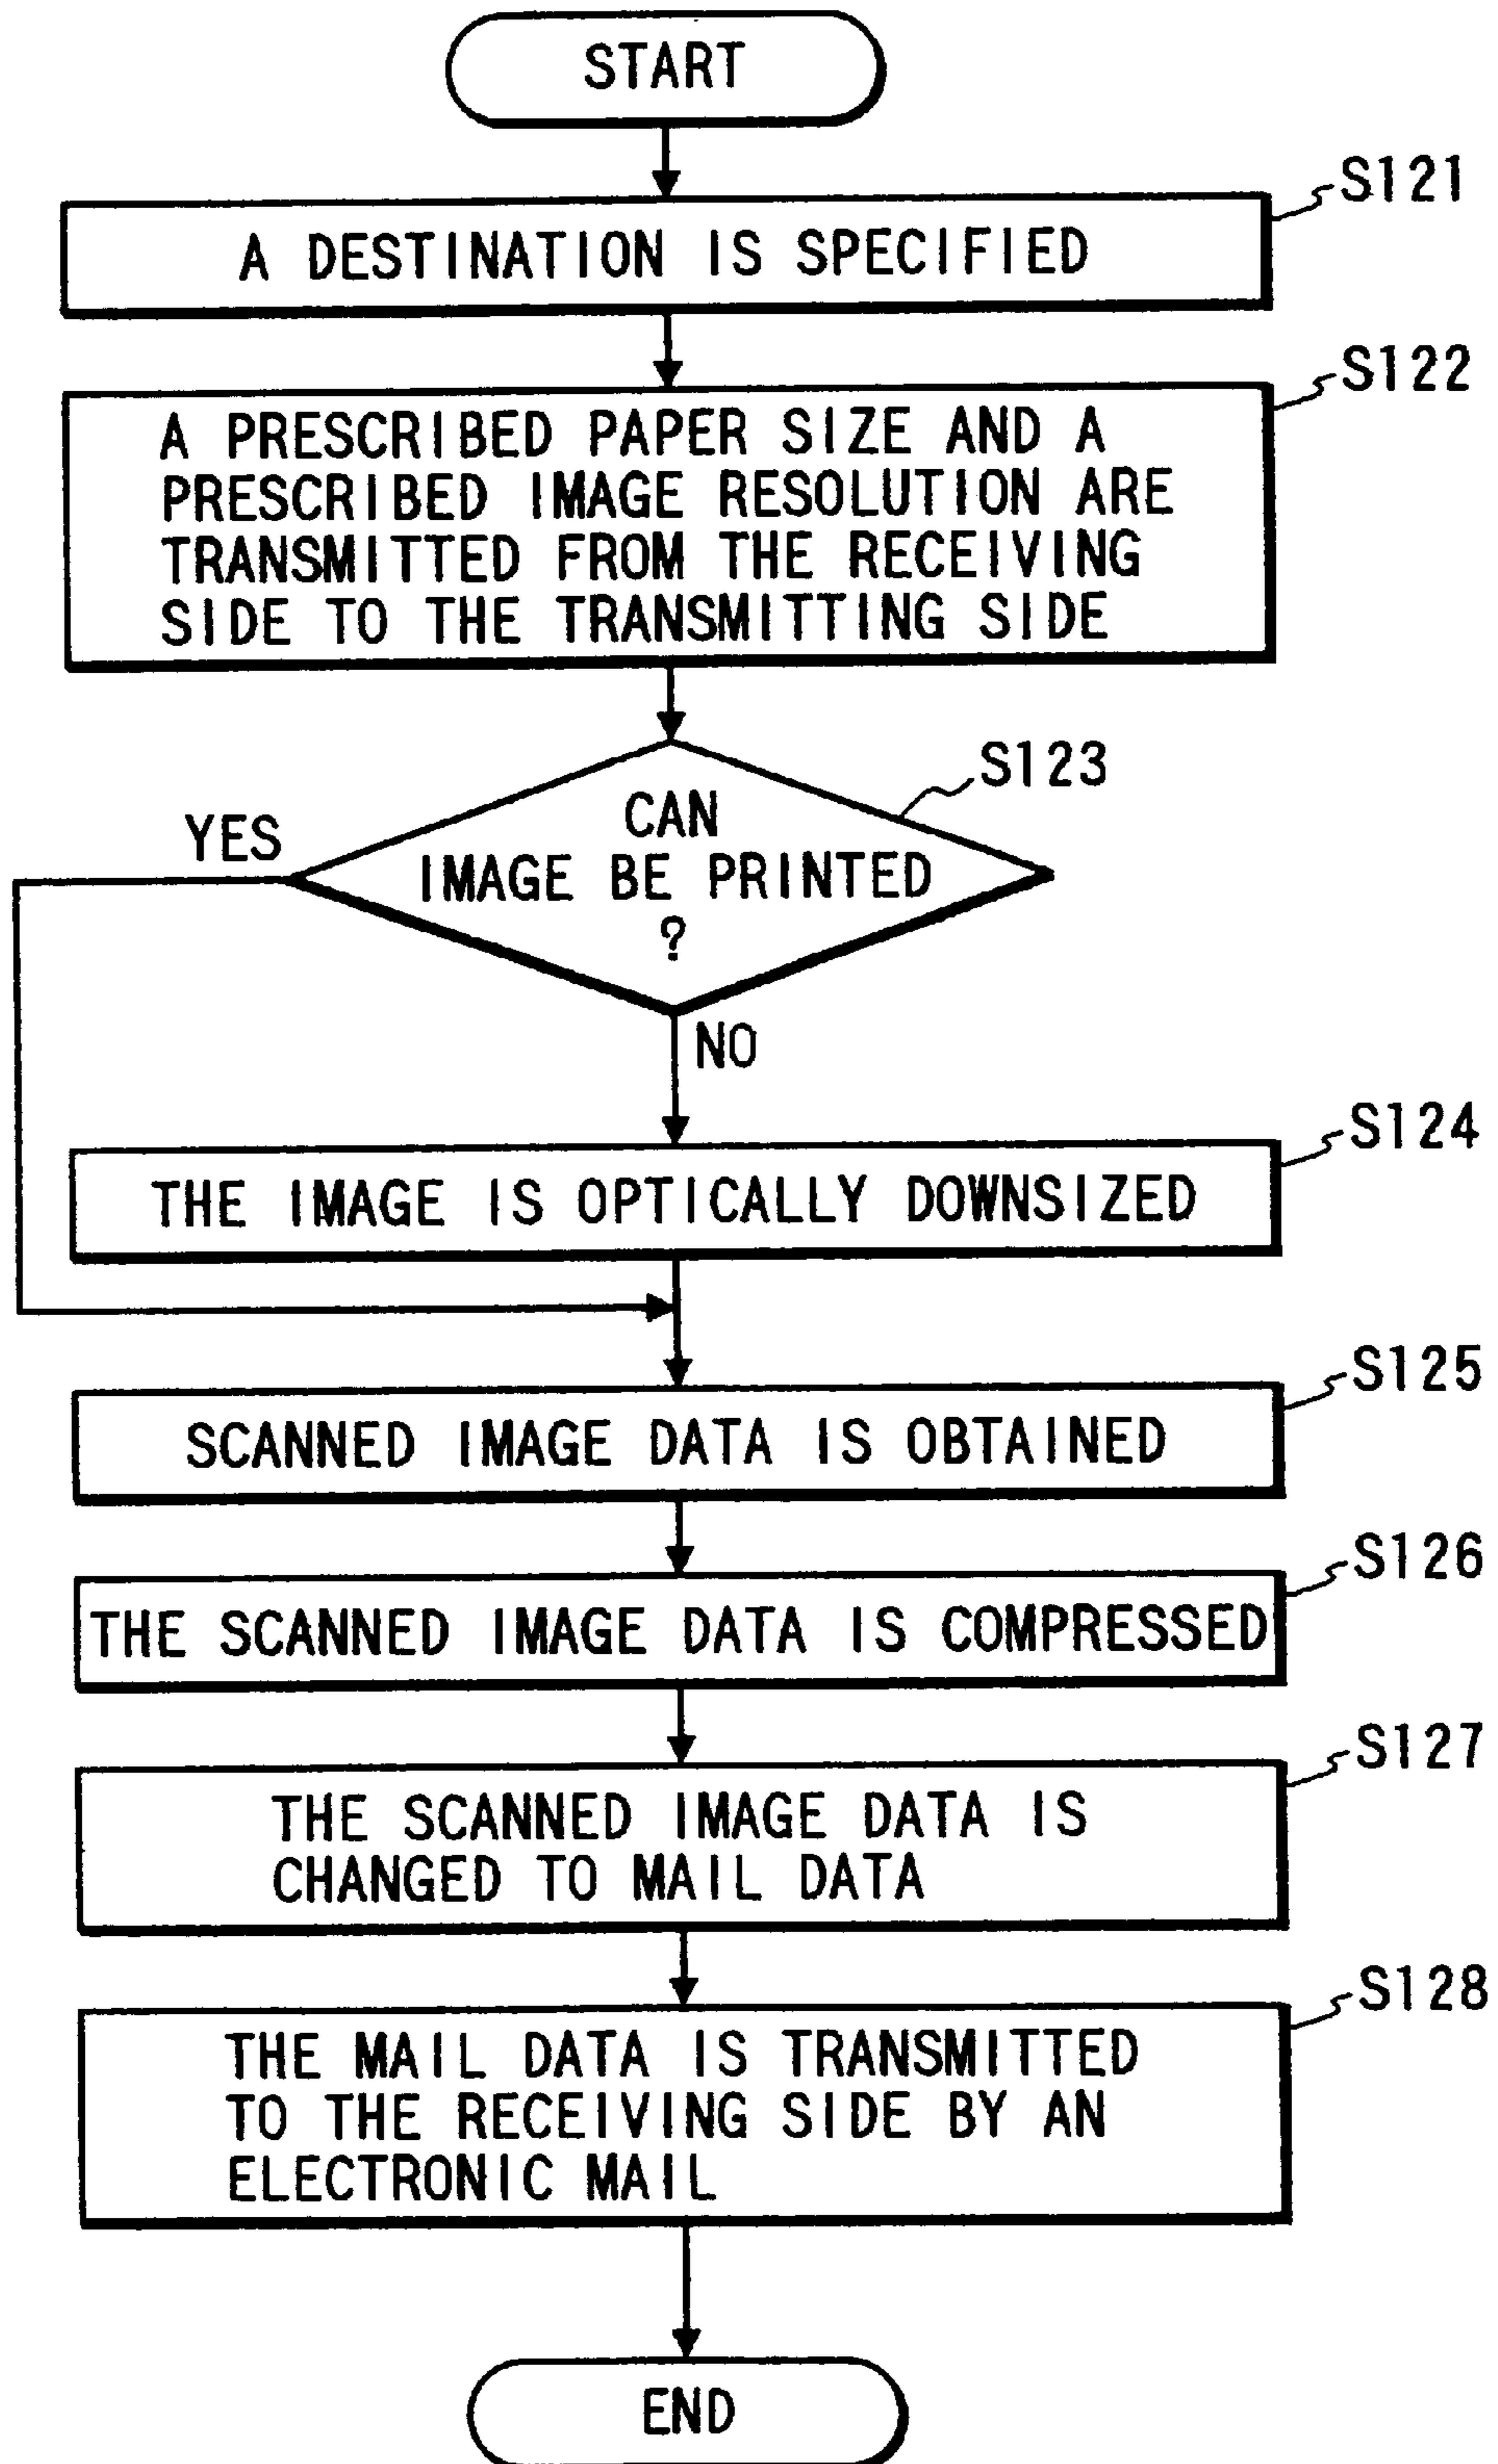 START
S121
A DESTINATION IS SPECIFIED
S122
A PRESCRIBED PAPER SIZE AND A
PRESCRIBED IMAGE RESOLUTION ARE
TRANSMITTED FROM THE RECEIVING
SIDE TO THE TRANSMITTING SIDE
S123
CAN
IMAGE BE PRINTED
?
YES
NO
S124
THE IMAGE IS OPTICALLY DOWNSIZED
S125
SCANNED IMAGE DATA IS OBTAINED
S126
THE SCANNED IMAGE DATA IS COMPRESSED
S127
THE SCANNED IMAGE DATA IS
CHANGED TO MAIL DATA
S128
THE MAIL DATA IS TRANSMITTED
TO THE RECEIVING SIDE BY AN
ELECTRONIC MAIL
END